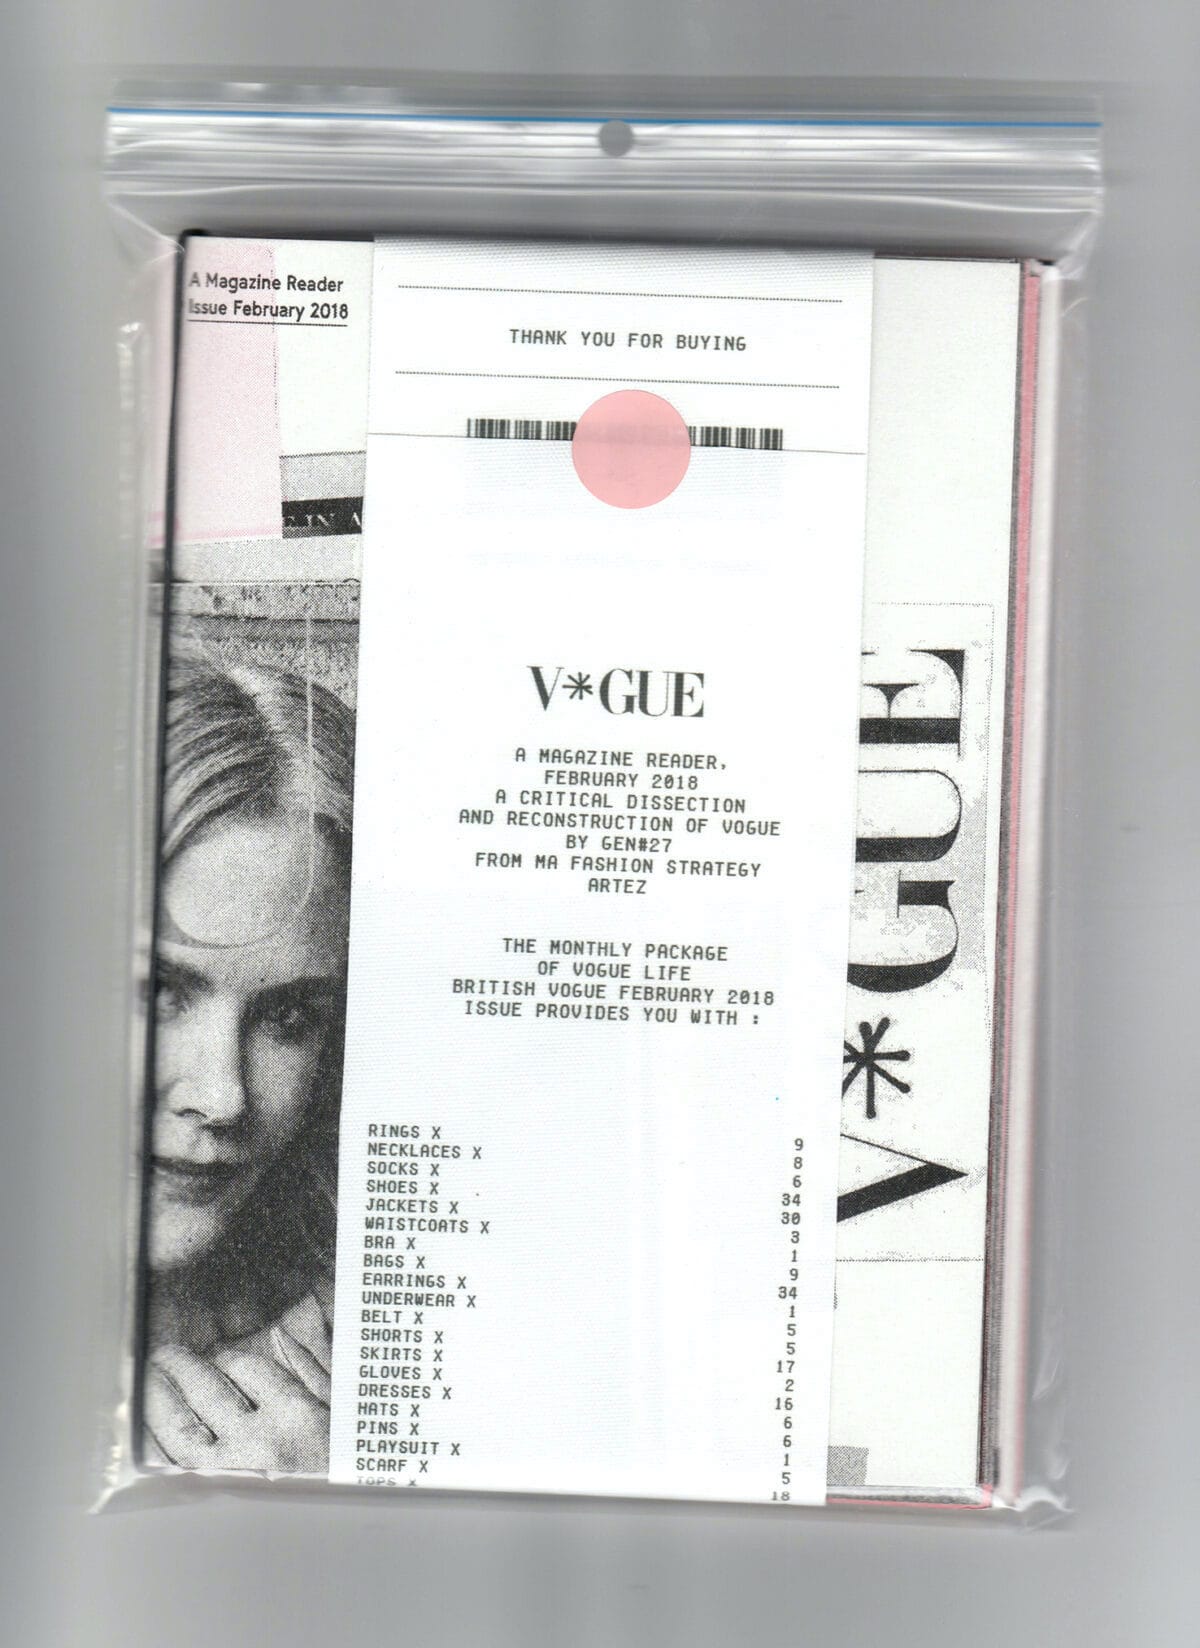 A Magazine Reader
Issue February 2018
THANK YOU FOR BUYING
E IN A
V*GUE
A MAGAZINE READER,
FEBRUARY 2018
A CRITICAL DISSECTION
AND RECONSTRUCTION OF VOGUE
BY GEN#27
FROM MA FASHION STRATEGY
ARTEZ
THE MONTHLY PACKAGE
OF VOGUE LIFE
BRITISH VOGUE FEBRUARY 2018
ISSUE PROVIDES YOU WITH :
RINGS X 9
NECKLACES X 8
SOCKS X 6
SHOES X 34
JACKETS X 30
WAISTCOATS X 3
BRA X 1
BAGS X 9
EARRINGS X 34
UNDERWEAR X 1
BELT X 5
SHORTS X 5
SKIRTS X 17
GLOVES X 2
DRESSES X 16
HATS X 6
PINS X 6
PLAYSUIT X 1
SCARF X 5
TOPS X 18
V*GUE